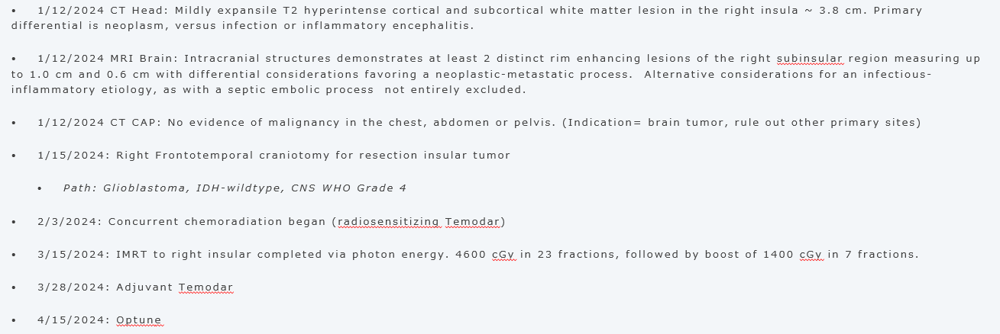 • 1/12/2024 CT Head: Mildly expansile T2 hyperintense cortical and subcortical white matter lesion in the right insula ~ 3.8 cm. Primary
differential is neoplasm, versus infection or inflammatory encephalitis.
• 1/12/2024 MRI Brain: Intracranial structures demonstrates at least 2 distinct rim enhancing lesions of the right subinsular region measuring up
to 1.0 cm and 0.6 cm with differential considerations favoring a neoplastic-metastatic process.  Alternative considerations for an infectious-
inflammatory etiology, as with a septic embolic process  not entirely excluded.
• 1/12/2024 CT CAP: No evidence of malignancy in the chest, abdomen or pelvis. (Indication= brain tumor, rule out other primary sites)
• 1/15/2024: Right Frontotemporal craniotomy for resection insular tumor
• Path: Glioblastoma, IDH-wildtype, CNS WHO Grade 4
• 2/3/2024: Concurrent chemoradiation began (radiosensitizing Temodar)
• 3/15/2024: IMRT to right insular completed via photon energy. 4600 cGy in 23 fractions, followed by boost of 1400 cGy in 7 fractions.
• 3/28/2024: Adjuvant Temodar
• 4/15/2024: Optune